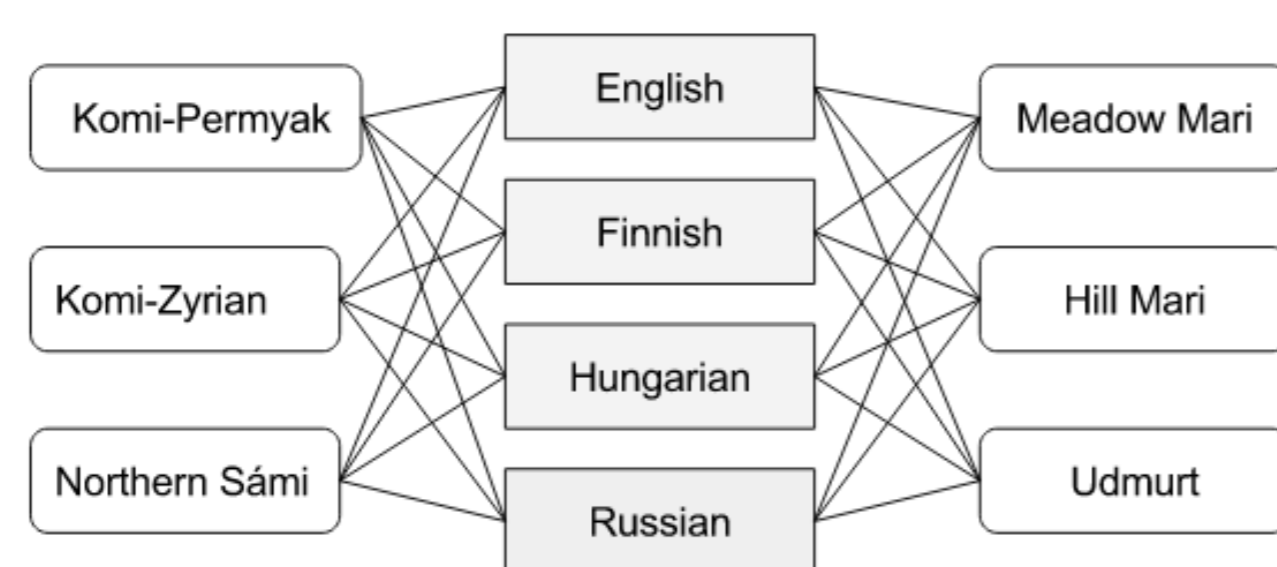 Komi-Permyak
Komi-Zyrian
Northern Sámi
English
Finnish
Hungarian
Russian
Meadow Mari
Hill Mari
Udmurt